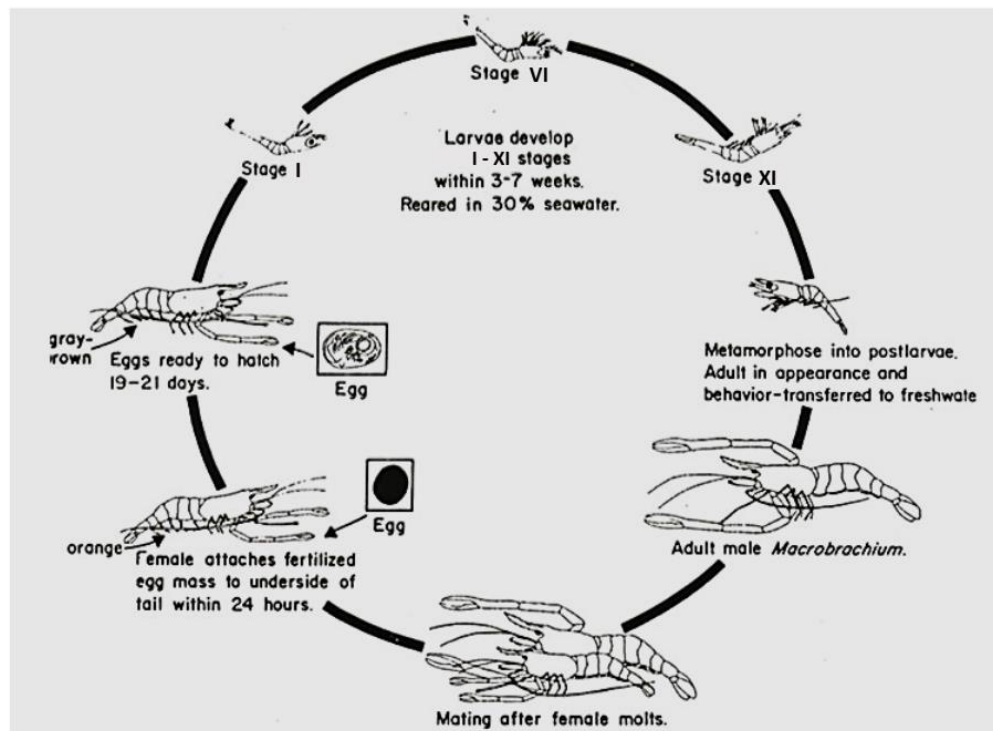 Stage VI
Stage I
Larvae develop
I - XI stages
within 3-7 weeks.
Reared in 30% seawater.
Stage XI
gray-
rown
Eggs ready to hatch
19-21 days.
Egg
Metamorphose into postlarvae.
Adult in appearance and
behavior-transferred to freshwate
Egg
orange
Female attaches fertilized
egg mass to underside of
tail within 24 hours.
Adult male Macrobrachium.
Mating after female molts.